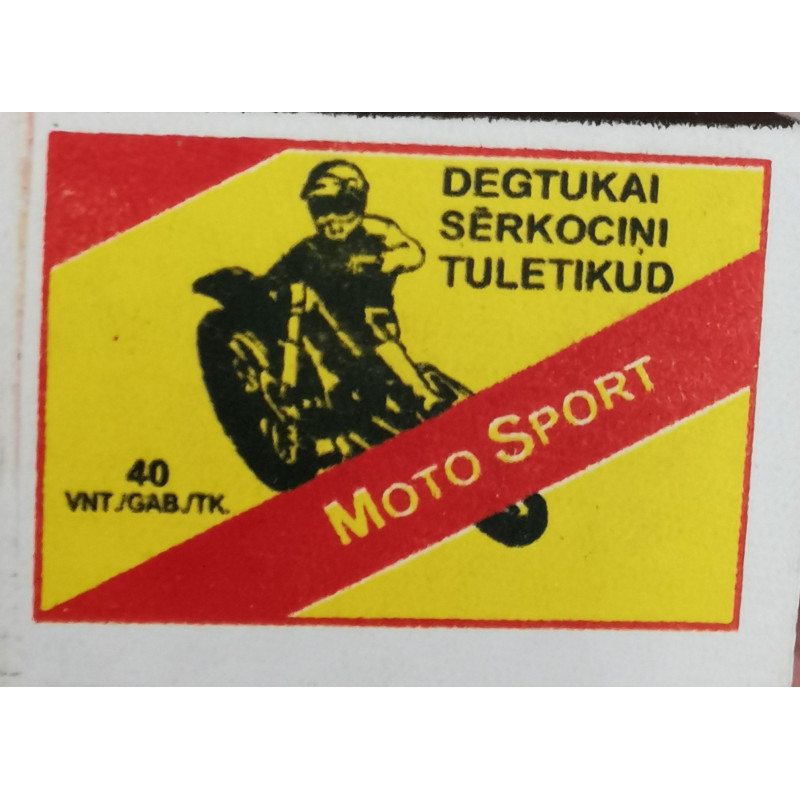 DEGTUKAI
SĒRKOCIŅI
TULETIKUD
MOTO SPORT
40
VNT./GAB./TK.